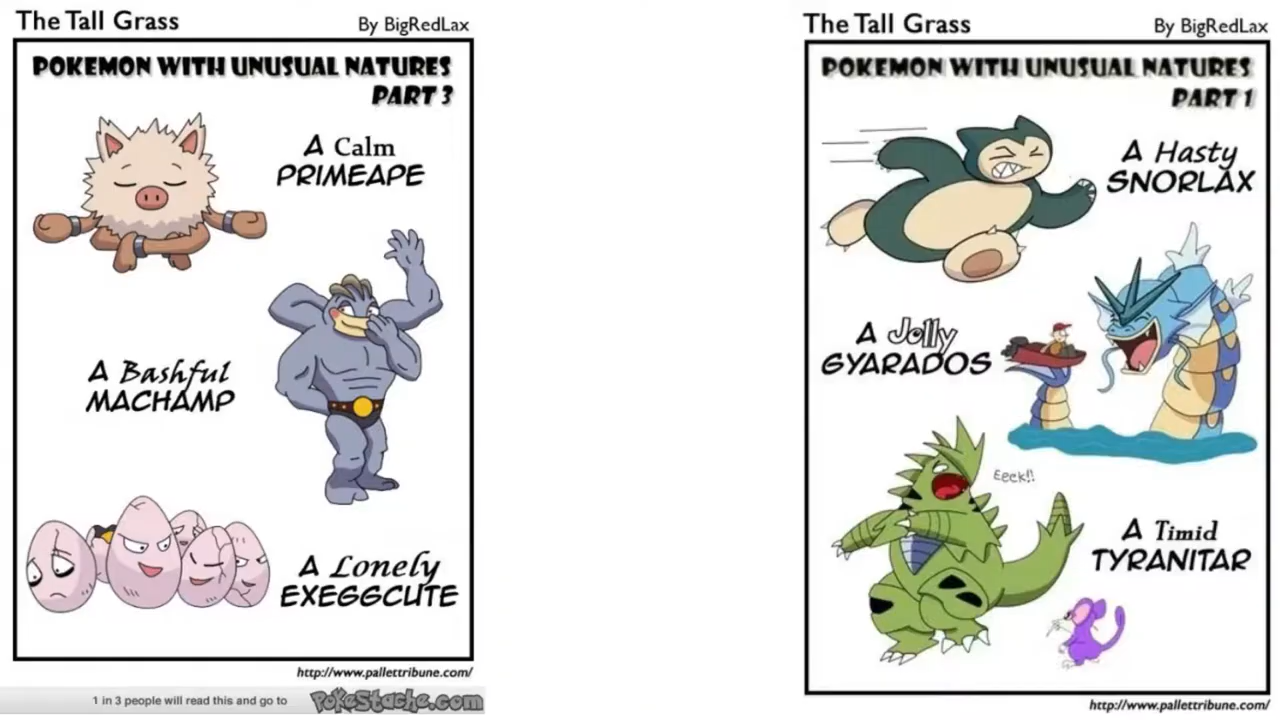 The Tall Grass
By BigRedLax
POKEMON WITH UNUSUAL NATURES
PART 3
A Calm
PRIMEAPE
A Bashful
MACHAMP
A Lonely
EXEGGCUTE
http://www.pallettribune.com/
1 in 3 people will read this and go to
PokeStache.com
The Tall Grass
By BigRedLax
POKEMON WITH UNUSUAL NATURES
PART 1
A Hasty
SNORLAX
A Jolly
GYARADOS
Eeek!!
A Timid
TYRANITAR
http://www.pallettribune.com/